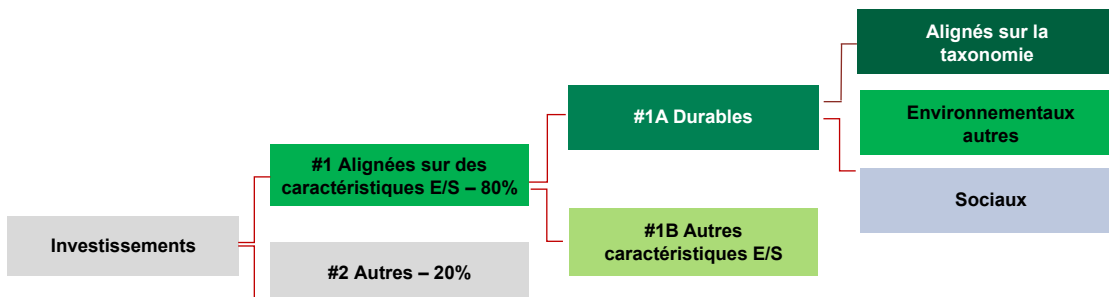 Investissements
#1 Alignées sur des
caractéristiques E/S – 80%
#2 Autres – 20%
#1A Durables
#1B Autres
caractéristiques E/S
Alignés sur la
taxonomie
Environnementaux
autres
Sociaux